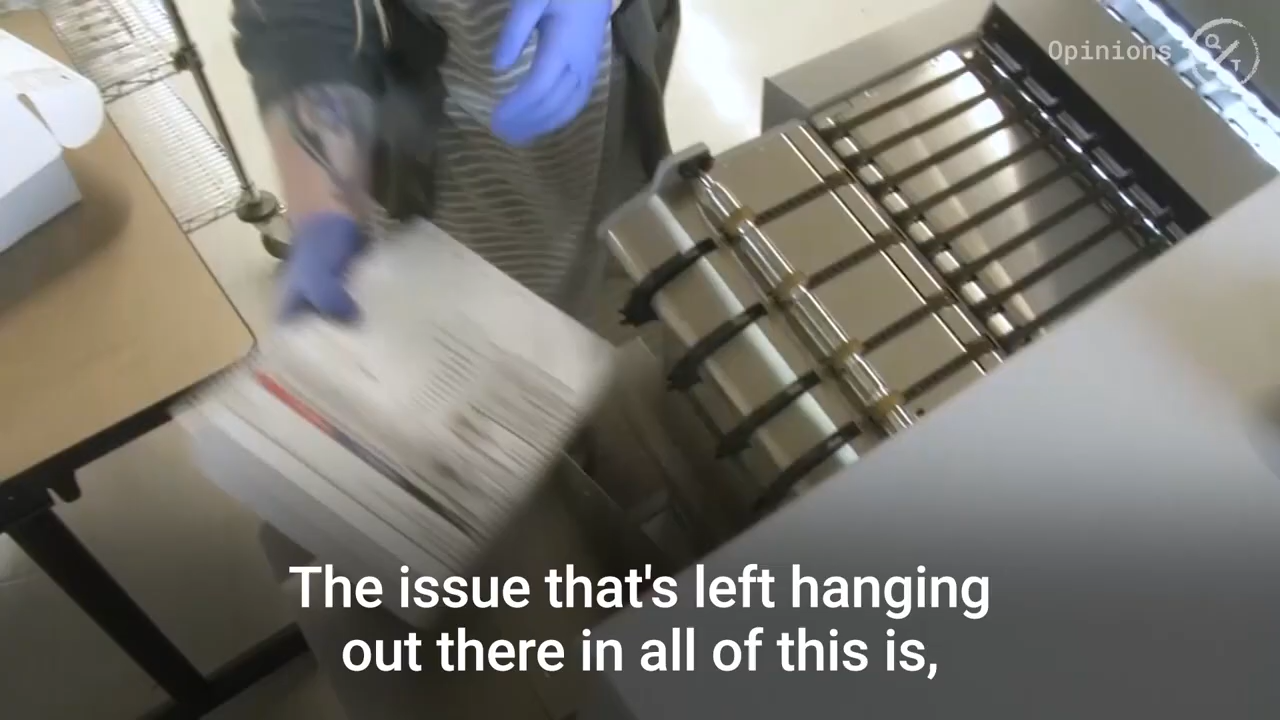 Opinions
Q
T
The issue that's left hanging
out there in all of this is,